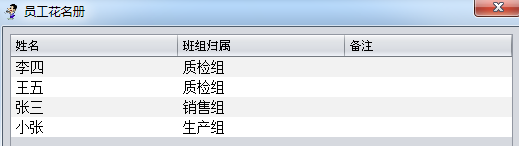 员工花名册
姓名 班组归属 备注
李四 质检组
王五 质检组
张三 销售组
小张 生产组